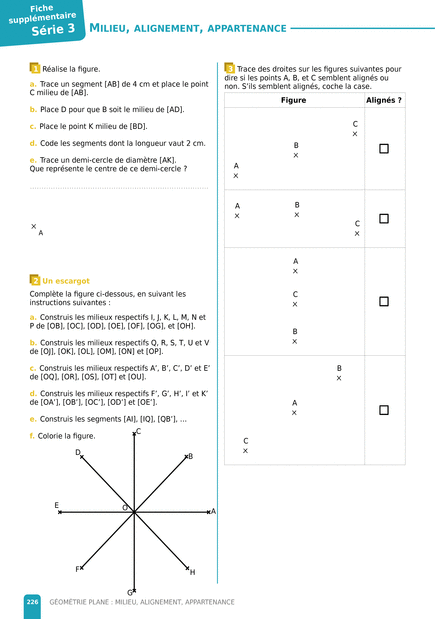 Fiche
supplémentaire
Série 3
MILIEU, ALIGNEMENT, APPARTENANCE
1 Réalise la figure.
a. Trace un segment [AB] de 4 cm et place le point
C milieu de [AB].
b. Place D pour que B soit le milieu de [AD].
c. Place le point K milieu de [BD].
d. Code les segments dont la longueur vaut 2 cm.
e. Trace un demi-cercle de diamètre [AK].
Que représente le centre de ce demi-cercle ?
A
2 Un escargot
Complète la figure ci-dessous, en suivant les
instructions suivantes :
a. Construis les milieux respectifs I, J, K, L, M, N et
P de [OB], [OC], [OD], [OE], [OF], [OG], et [OH].
b. Construis les milieux respectifs Q, R, S, T, U et V
de [OJ], [OK], [OL], [OM], [ON] et [OP].
c. Construis les milieux respectifs A', B', C', D' et E'
de [OQ], [OR], [OS], [OT] et [OU].
d. Construis les milieux respectifs F', G', H', I' et K'
de [OA'], [OB'], [OC'], [OD'] et [OE'].
e. Construis les segments [AI], [IQ], [QB'], ...
f. Colorie la figure.
C
D
B
E
O
A
F
H
G
3 Trace des droites sur les figures suivantes pour
dire si les points A, B, et C semblent alignés ou
non. S'ils semblent alignés, coche la case.
Figure Alignés ?
C
B
A
A B
C
A
C
B
B
A
C
226 GÉOMÉTRIE PLANE : MILIEU, ALIGNEMENT, APPARTENANCE